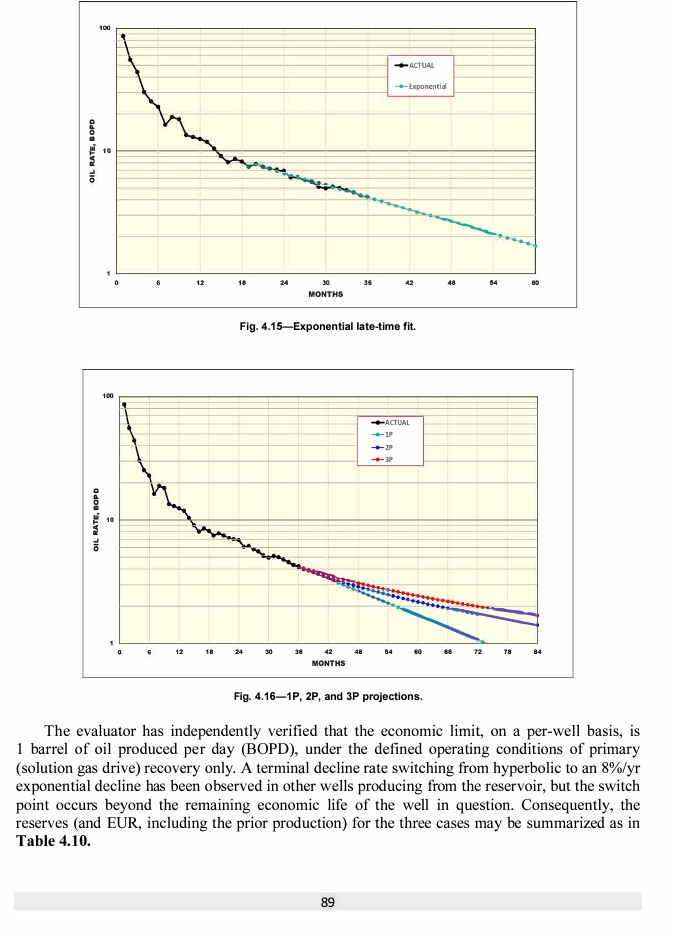 100
10
1
OIL RATE, BOPD
ACTUAL
Exponential
0 6 12 18 24 30 36 42 48 54 60
MONTHS
Fig. 4.15—Exponential late-time fit.
100
10
1
OIL RATE, BOPD
ACTUAL
1P
2P
3P
0 6 12 18 24 30 36 42 48 54 60 66 72 78 84
MONTHS
Fig. 4.16—1P, 2P, and 3P projections.
The evaluator has independently verified that the economic limit, on a per-well basis, is
1 barrel of oil produced per day (BOPD), under the defined operating conditions of primary
(solution gas drive) recovery only. A terminal decline rate switching from hyperbolic to an 8%/yr
exponential decline has been observed in other wells producing from the reservoir, but the switch
point occurs beyond the remaining economic life of the well in question. Consequently, the
reserves (and EUR, including the prior production) for the three cases may be summarized as in
Table 4.10.
89